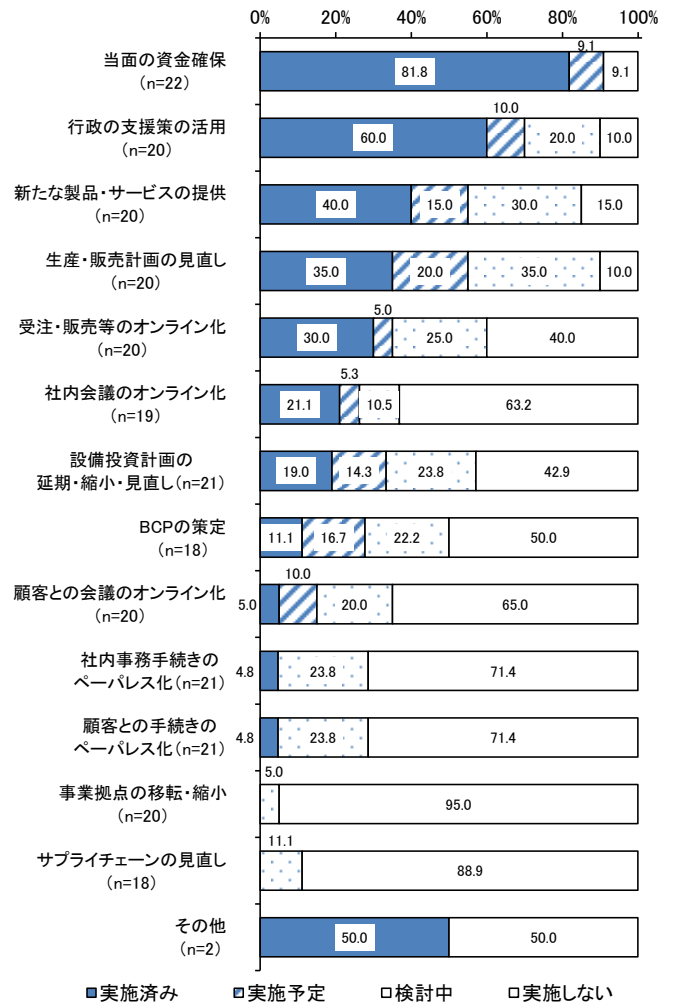 0% 20% 40% 60% 80% 100%
当面の資金確保
(n=22)
81.8 9.1 9.1
行政の支援策の活用
(n=20)
60.0 10.0 20.0 10.0
新たな製品・サービスの提供
(n=20)
40.0 15.0 30.0 15.0
生産・販売計画の見直し
(n=20)
35.0 20.0 35.0 10.0
受注・販売等のオンライン化
(n=20)
30.0 5.0 25.0 40.0
社内会議のオンライン化
(n=19)
21.1 5.3 10.5 63.2
設備投資計画の
延期・縮小・見直し(n=21)
19.0 14.3 23.8 42.9
BCPの策定
(n=18)
11.1 16.7 22.2 50.0
顧客との会議のオンライン化
(n=20)
5.0 10.0 20.0 65.0
社内事務手続きの
ペーパレス化(n=21)
4.8 23.8 71.4
顧客との手続きの
ペーパレス化(n=21)
4.8 23.8 71.4
事業拠点の移転・縮小
(n=20)
5.0 95.0
サプライチェーンの見直し
(n=18)
11.1 88.9
その他
(n=2)
50.0 50.0
実施済み 実施予定 検討中 実施しない